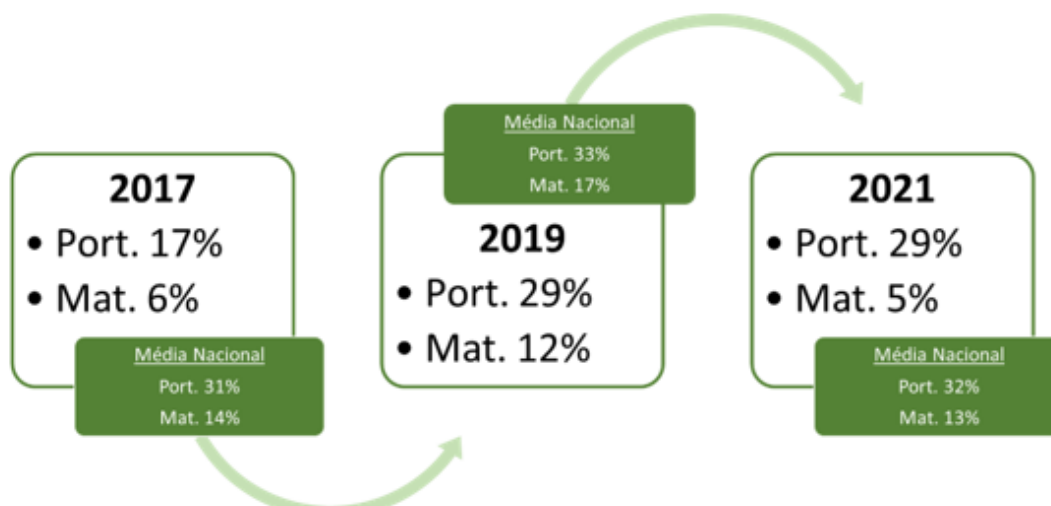 2017
• Port. 17%
• Mat. 6%
Média Nacional
Port. 31%
Mat. 14%
Média Nacional
Port. 33%
Mat. 17%
2019
• Port. 29%
• Mat. 12%
2021
• Port. 29%
• Mat. 5%
Média Nacional
Port. 32%
Mat. 13%